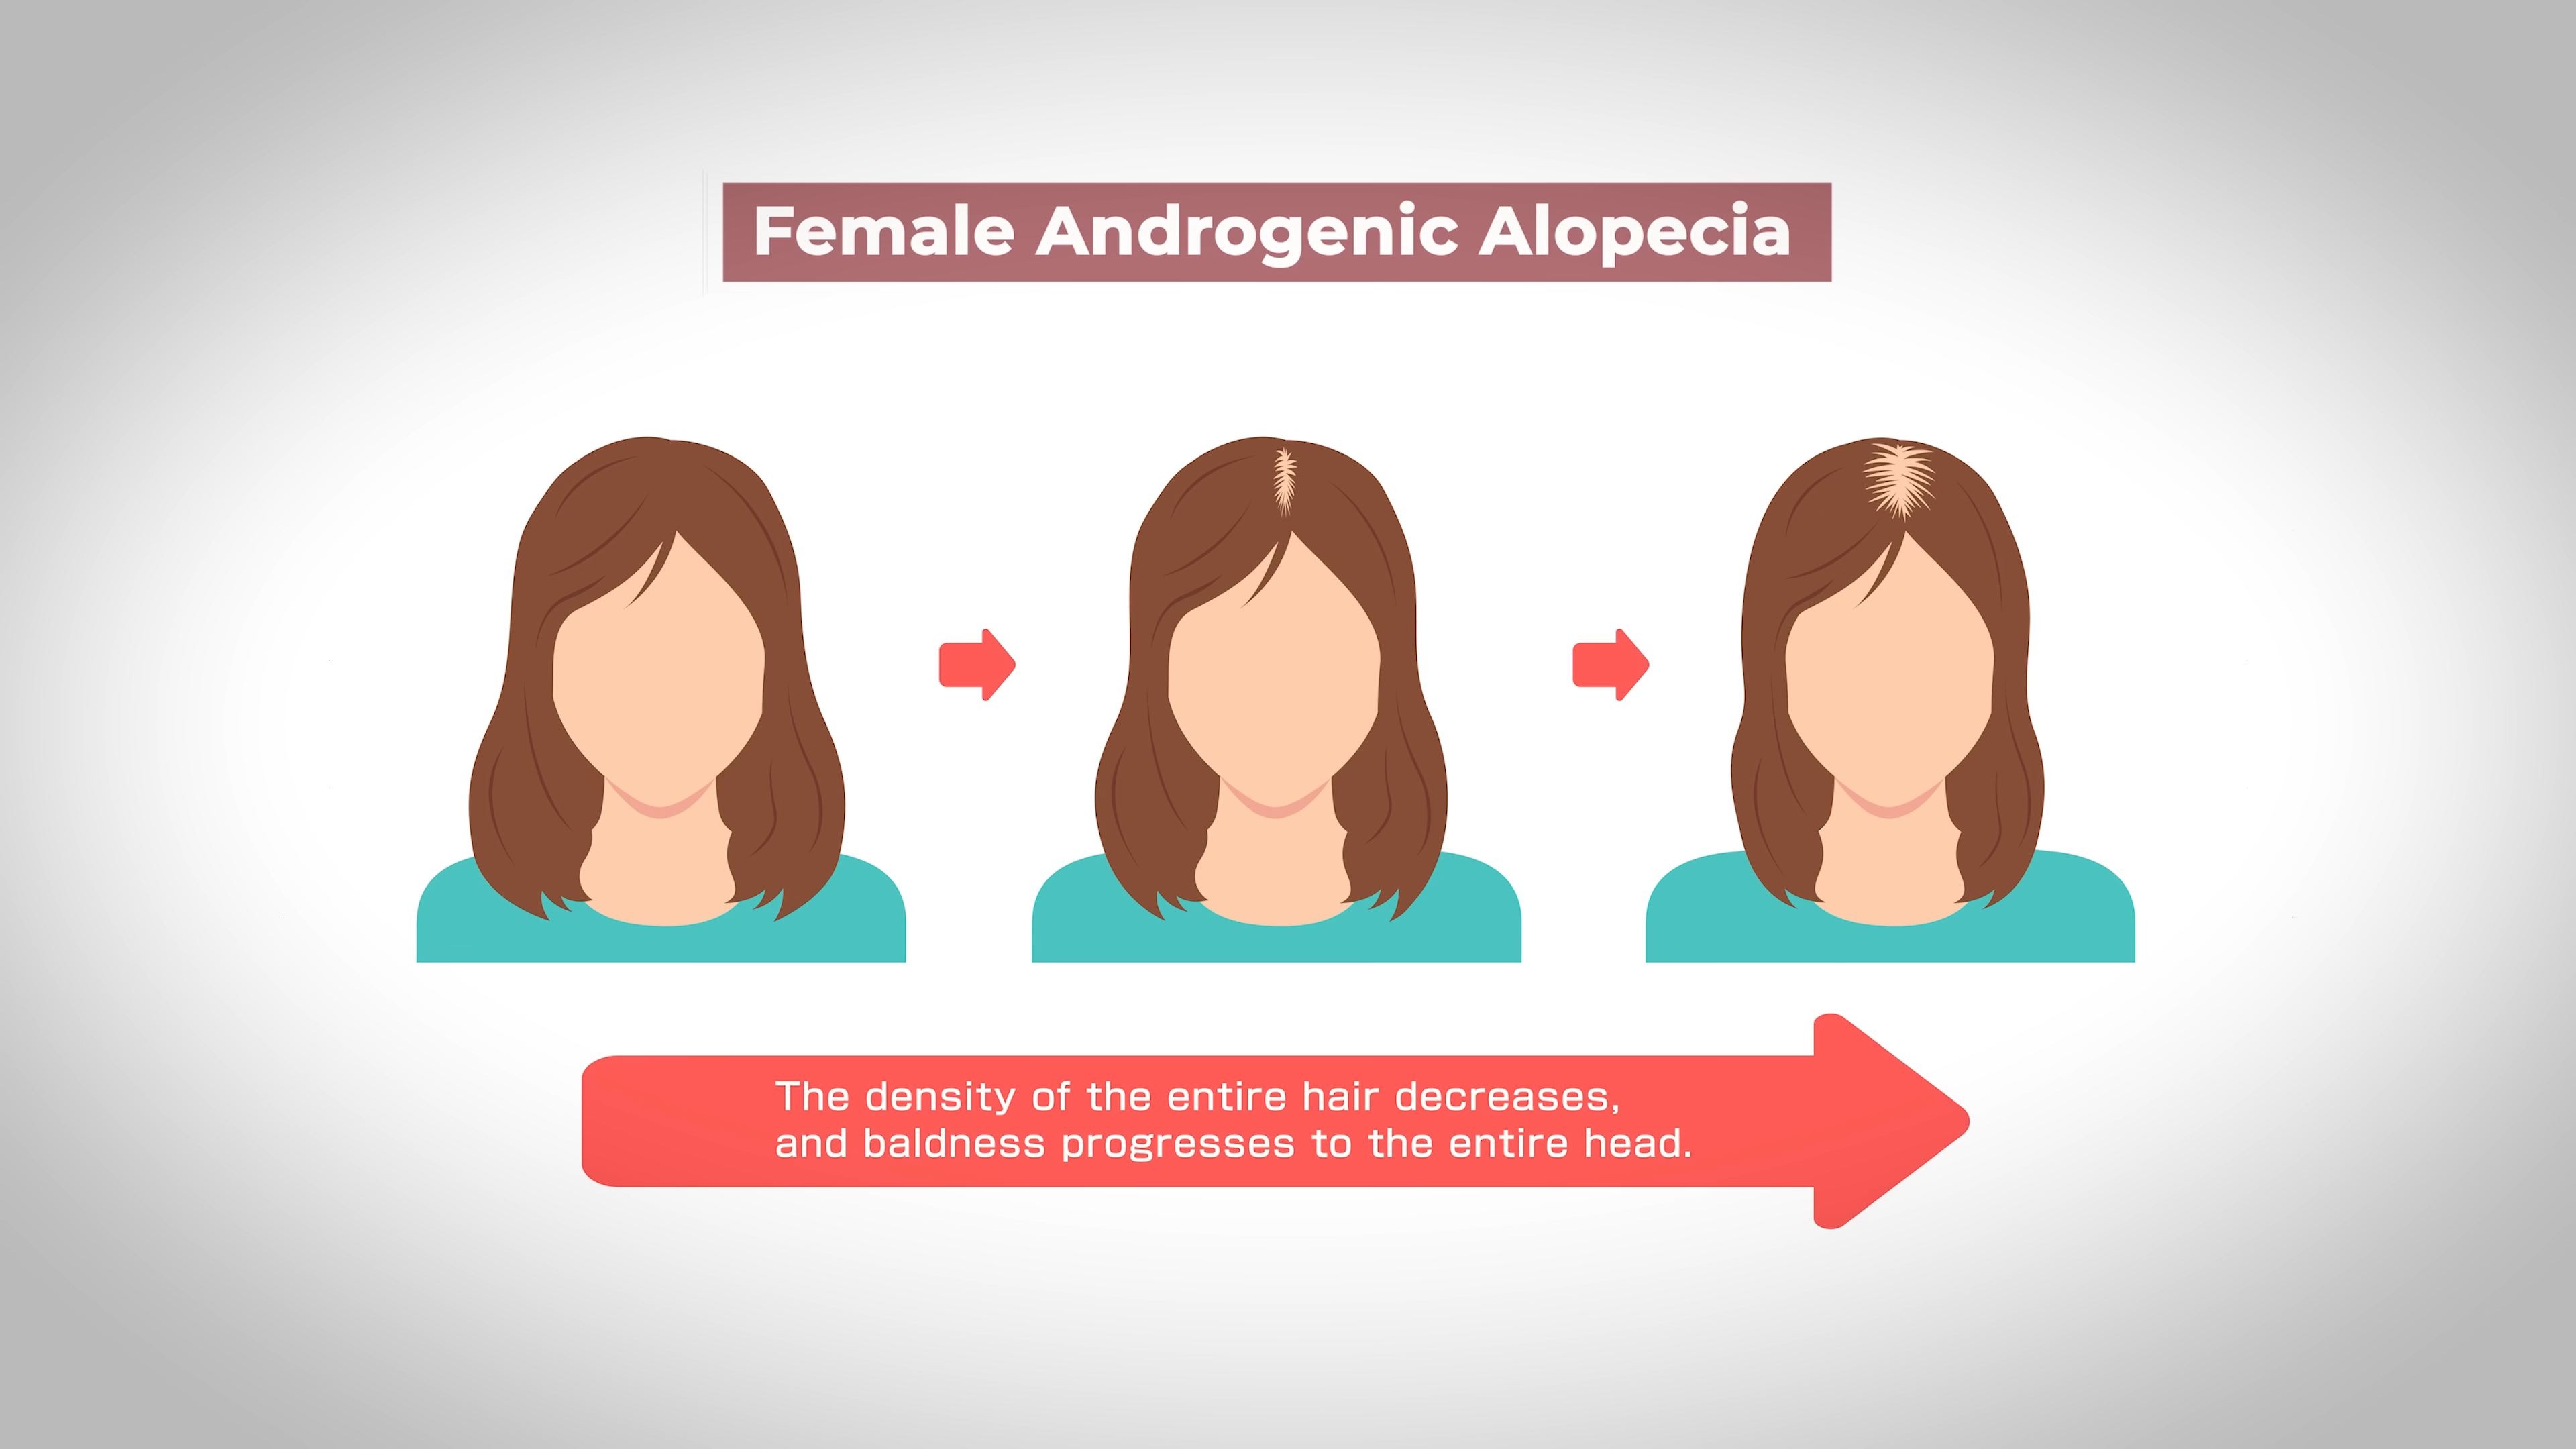 Female Androgenic Alopecia
The density of the entire hair decreases,
and baldness progresses to the entire head.